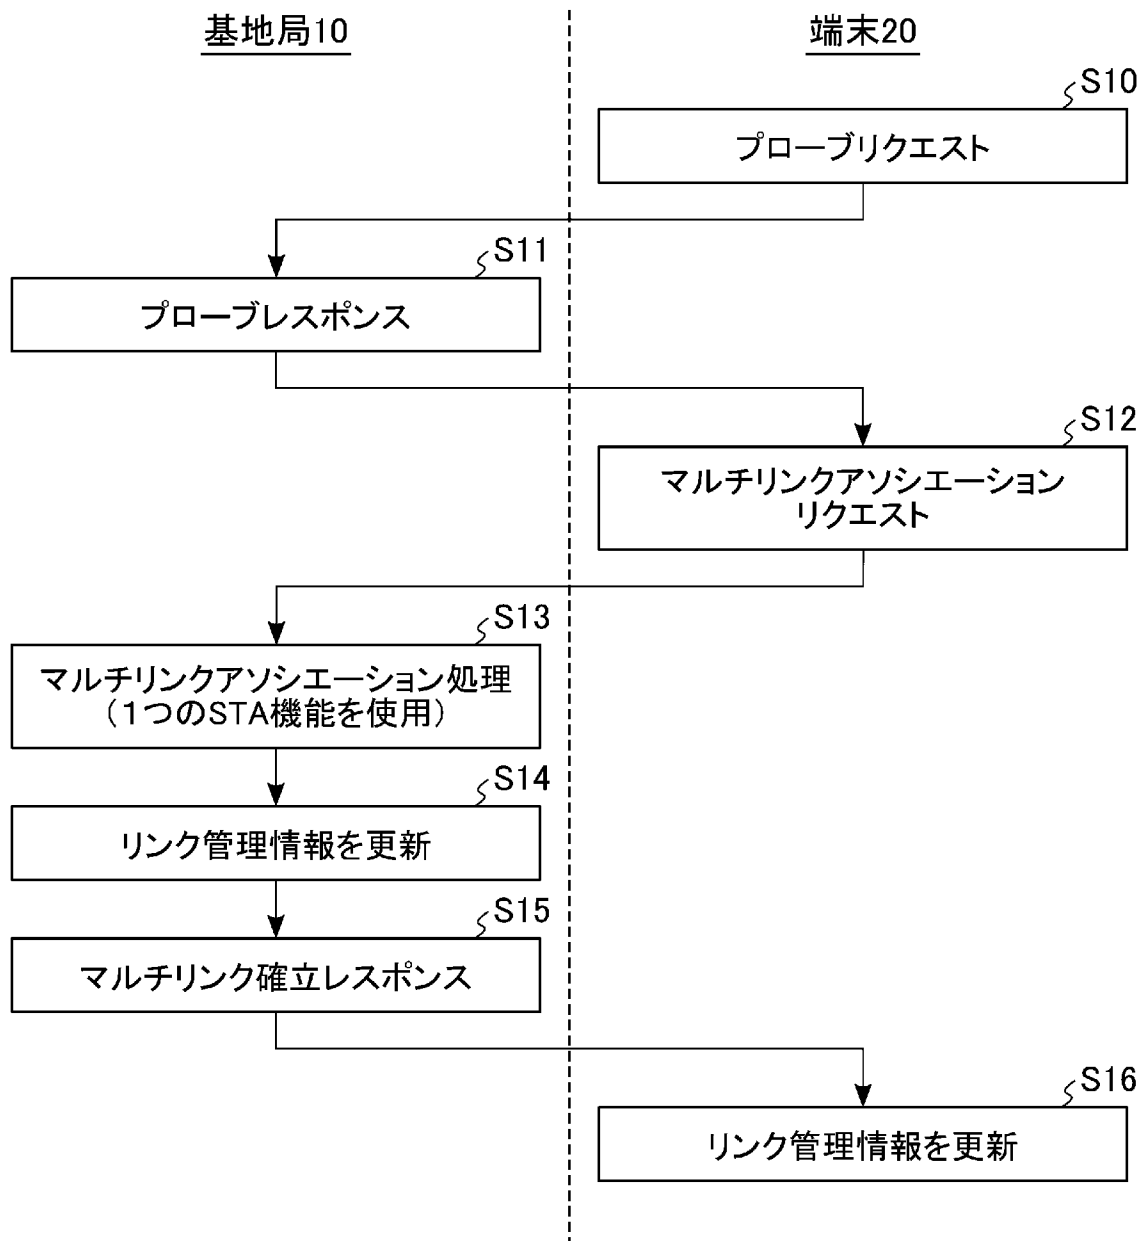 基地局10
端末20
S10
プローブリクエスト
S11
プローブレスポンス
S12
マルチリンクアソシエーション
リクエスト
S13
マルチリンクアソシエーション処理
（1つのSTA機能を使用）
S14
リンク管理情報を更新
S15
マルチリンク確立レスポンス
S16
リンク管理情報を更新